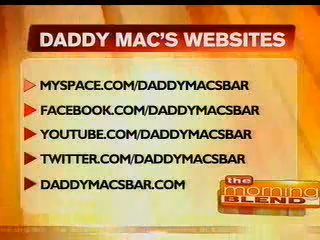 DADDY MAC'S WEBSITES
MYSPACE.COM/DADDYMACSBAR
FACEBOOK.COM/DADDYMACSBAR
YOUTUBE.COM/DADDYMACSBAR
TWITTER.COM/DADDYMACSBAR
DADDYMACSBAR.COM
the
morning
BLEND